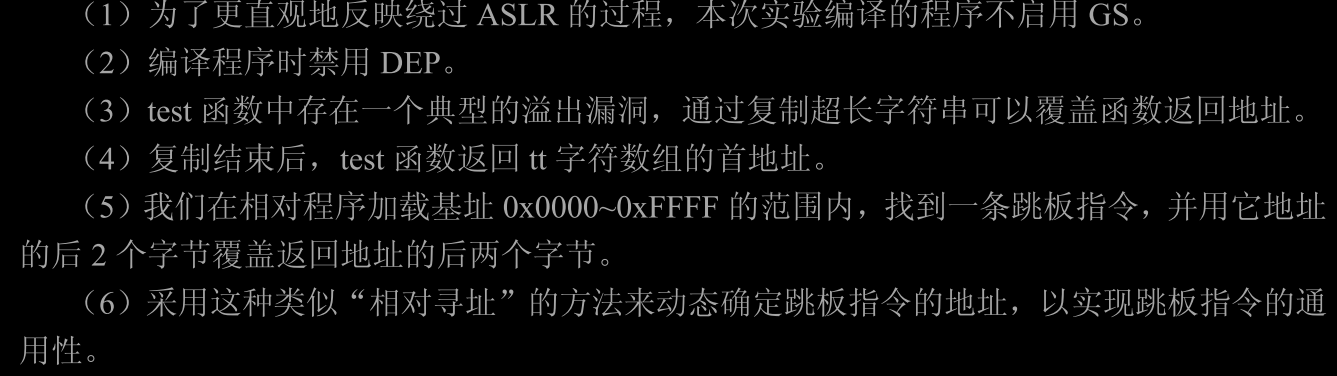 （1）为了更直观地反映绕过 ASLR 的过程，本次实验编译的程序不启用 GS。
（2）编译程序时禁用 DEP。
（3）test 函数中存在一个典型的溢出漏洞，通过复制超长字符串可以覆盖函数返回地址。
（4）复制结束后，test 函数返回 tt 字符数组的首地址。
（5）我们在相对程序加载基址 0x0000~0xFFFF 的范围内，找到一条跳板指令，并用它地址
的后 2 个字节覆盖返回地址的后两个字节。
（6）采用这种类似“相对寻址”的方法来动态确定跳板指令的地址，以实现跳板指令的通
用性。